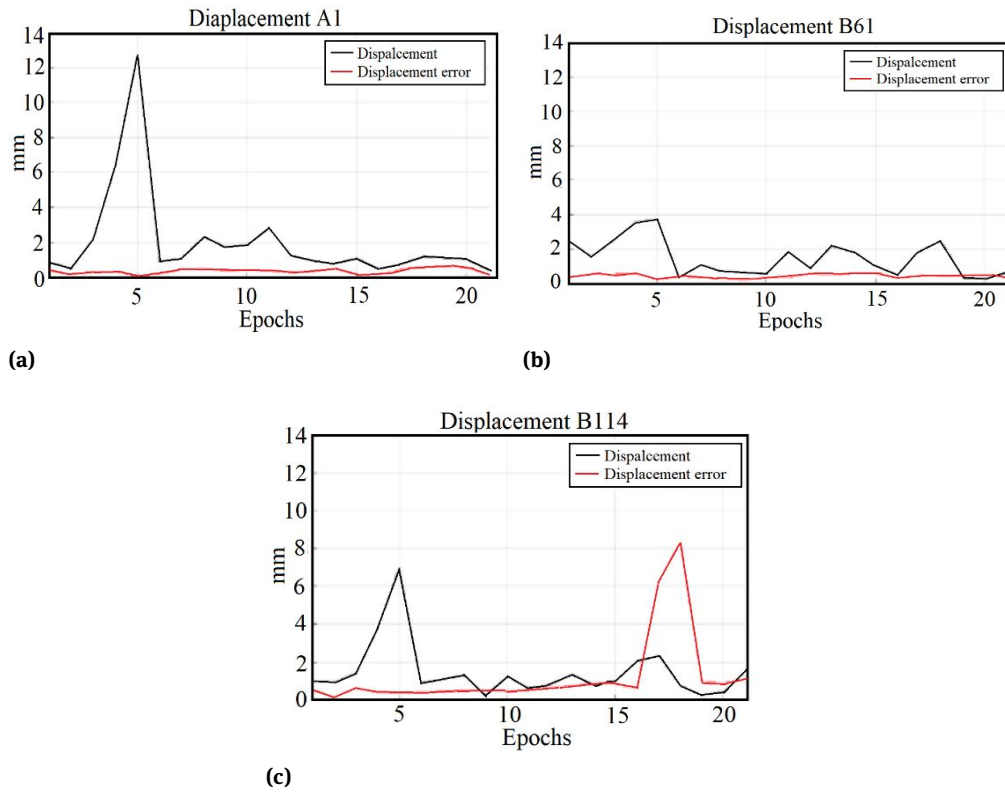 Diaplacement A1
14
12
10
8
6
4
2
0
mm
Dispalcement
Displacement error
5
10
15
20
Epochs
(a)
Displacement B61
14
12
10
8
6
4
2
0
mm
Dispalcement
Displacement error
5
10
15
20
Epochs
(b)
Displacement B114
14
12
10
8
6
4
2
0
mm
Dispalcement
Displacement error
5
10
15
20
Epochs
(c)